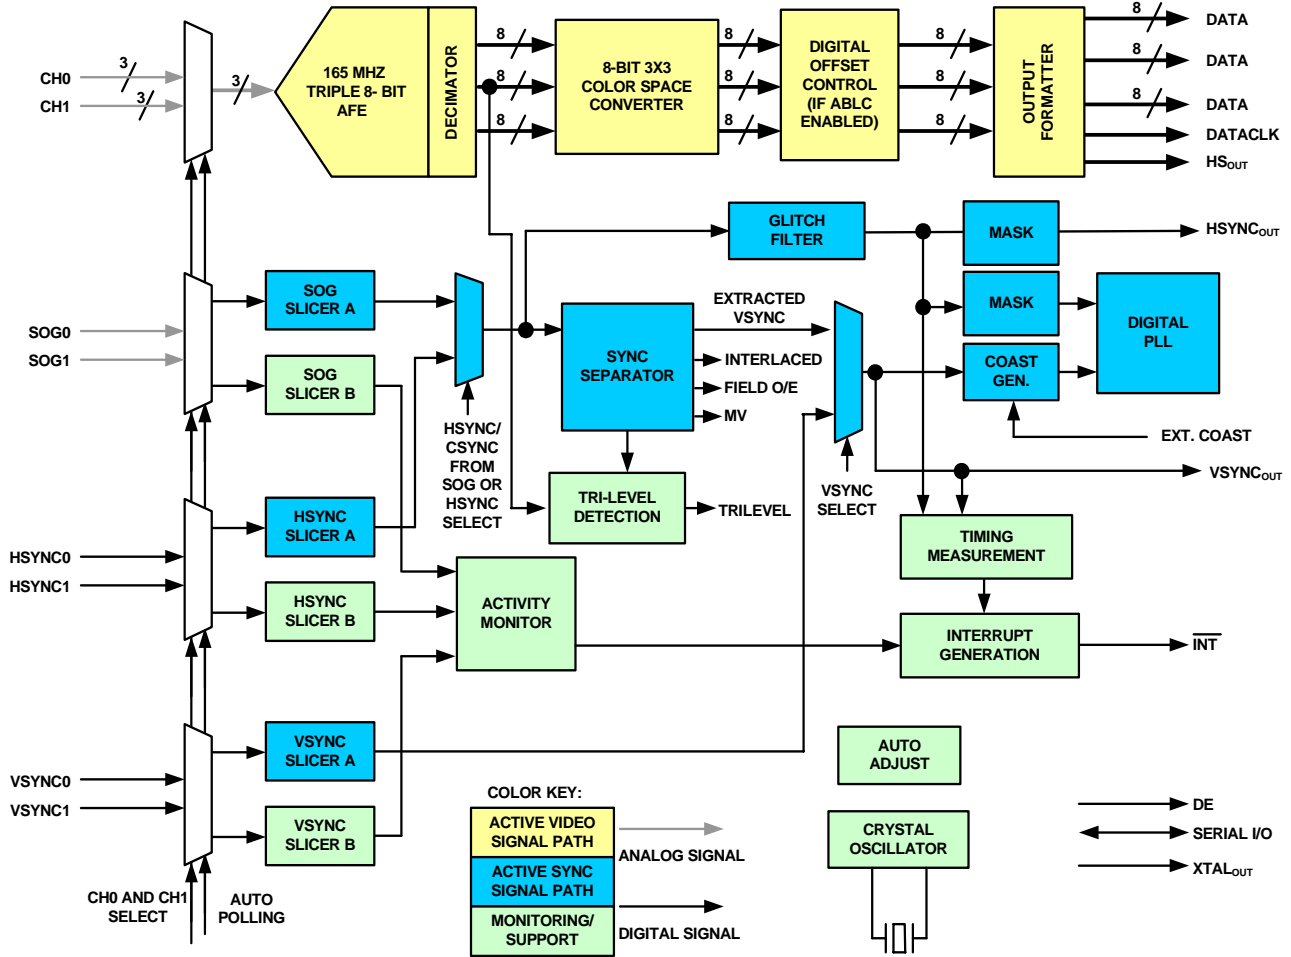 CH0
CH1
3
3
3
165 MHZ
TRIPLE 8- BIT
AFE
DECIMATOR
8
8
8
8-BIT 3X3
COLOR SPACE
CONVERTER
8
8
8
DIGITAL
OFFSET
CONTROL
(IF ABLC
ENABLED)
8
8
8
OUTPUT
FORMATTER
8
DATA
8
DATA
8
DATA
DATACLK
HSOUT
GLITCH
FILTER
MASK
HSYNCOUT
SOG0
SOG1
SOG
SLICER A
SOG
SLICER B
HSYNC/
CSYNC
FROM
SOG OR
HSYNC
SELECT
SYNC
SEPARATOR
EXTRACTED
VSYNC
INTERLACED
FIELD O/E
MV
MASK
COAST
GEN.
DIGITAL
PLL
EXT. COAST
VSYNC
SELECT
VSYNCOUT
TRI-LEVEL
DETECTION
TRILEVEL
HSYNC0
HSYNC1
HSYNC
SLICER A
HSYNC
SLICER B
ACTIVITY
MONITOR
TIMING
MEASUREMENT
INTERRUPT
GENERATION
INT
VSYNC0
VSYNC1
VSYNC
SLICER A
VSYNC
SLICER B
AUTO
ADJUST
CRYSTAL
OSCILLATOR
DE
SERIAL I/O
XTALOUT
CH0 AND CH1
SELECT
AUTO
POLLING
COLOR KEY:
ACTIVE VIDEO
SIGNAL PATH
ACTIVE SYNC
SIGNAL PATH
MONITORING/
SUPPORT
ANALOG SIGNAL
DIGITAL SIGNAL